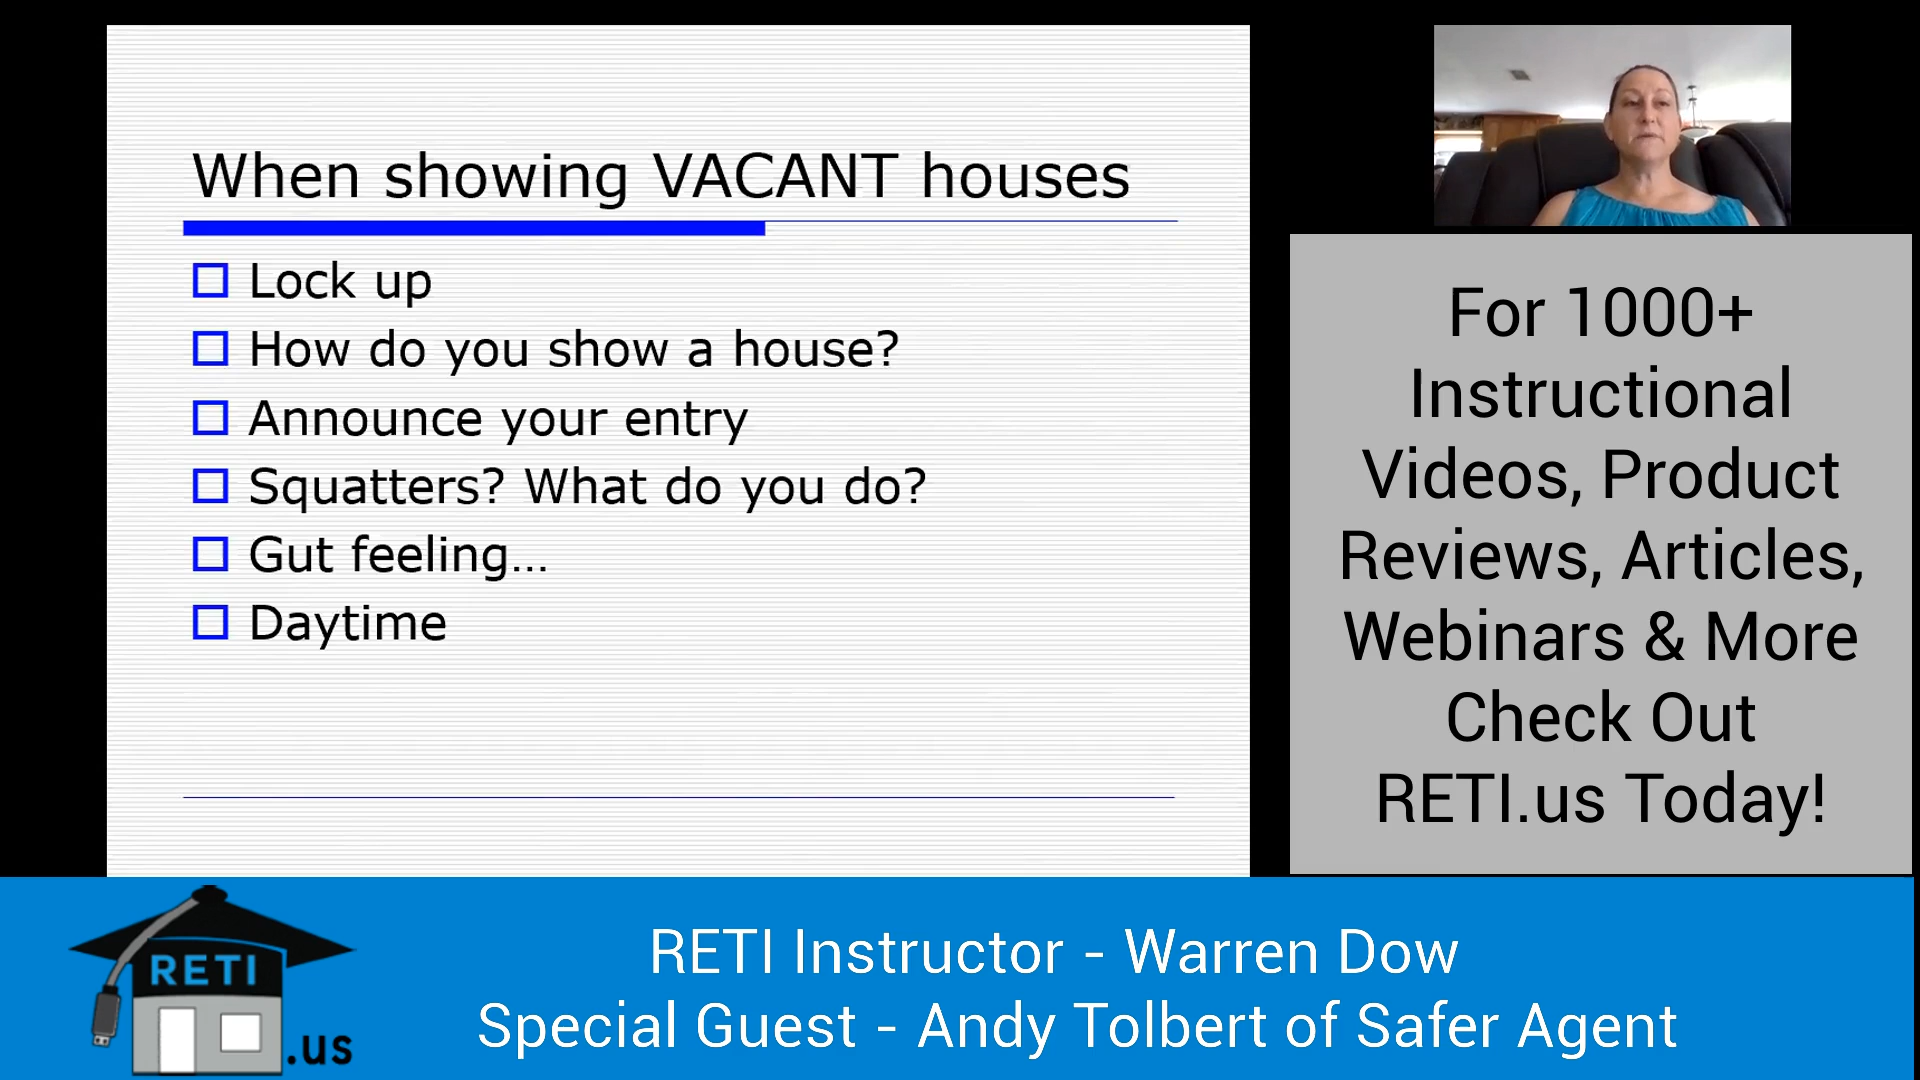 When showing VACANT houses
Lock up
How do you show a house?
Announce your entry
Squatters? What do you do?
Gut feeling...
Daytime
For 1000+
Instructional
Videos, Product
Reviews, Articles,
Webinars & More
Check Out
RETI.us Today!
RETI
.us
RETI Instructor - Warren Dow
Special Guest - Andy Tolbert of Safer Agent